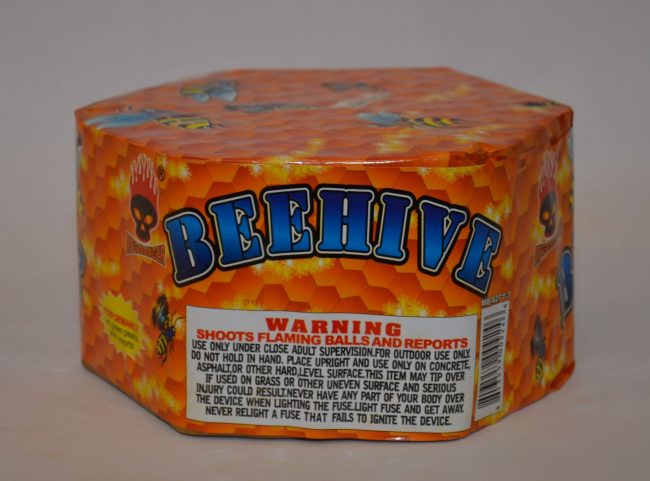 BEEHIVE
®
PERFORMANCE
WARNING
SHOOTS FLAMING BALLS AND REPORTS
USE ONLY UNDER CLOSE ADULT SUPERVISION.FOR OUTDOOR USE ONLY.
DO NOT HOLD IN HAND. PLACE UPRIGHT AND USE ONLY ON CONCRETE,
ASPHALT,OR OTHER HARD,LEVEL SURFACE.THIS ITEM MAY TIP OVER
IF USED ON GRASS OR OTHER UNEVEN SURFACE AND SERIOUS
INJURY COULD RESULT.NEVER HAVE ANY PART OF YOUR BODY OVER
THE DEVICE WHEN LIGHTING THE FUSE.LIGHT FUSE AND GET AWAY.
NEVER RELIGHT A FUSE THAT FAILS TO IGNITE THE DEVICE.